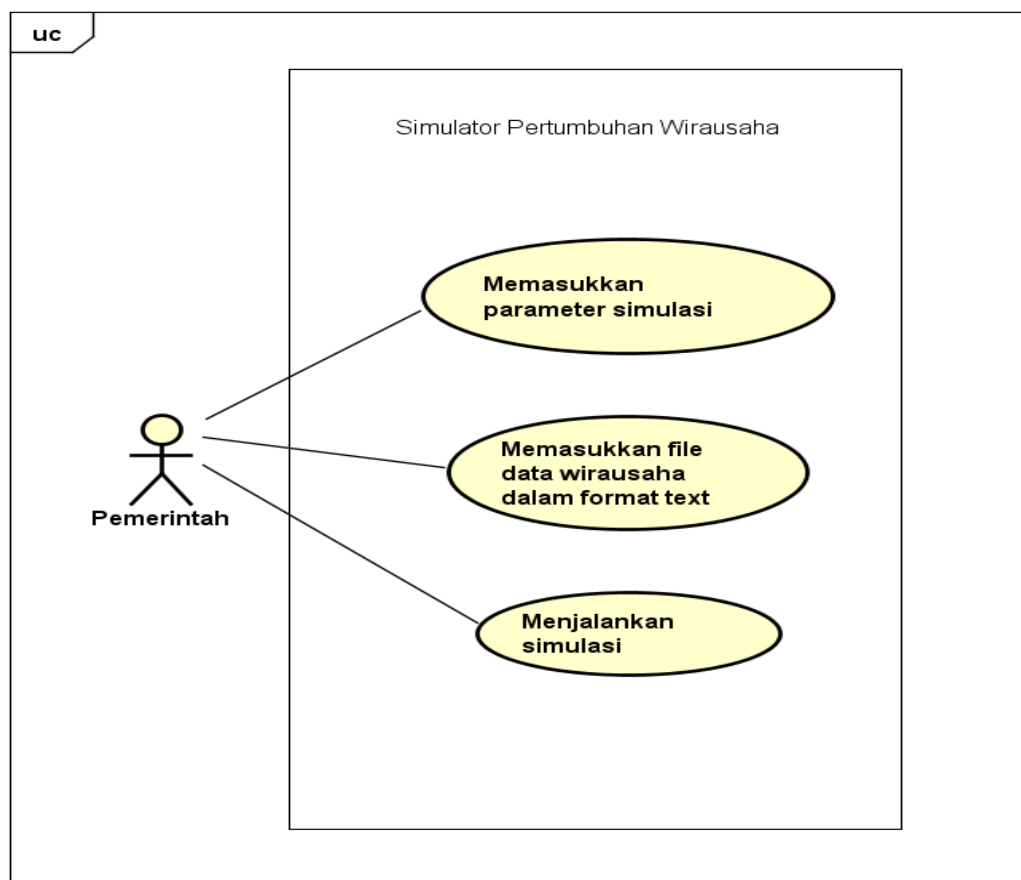 uc
Simulator Pertumbuhan Wirausaha
Memasukkan
parameter simulasi
Memasukkan file
data wirausaha
dalam format text
Pemerintah
Menjalankan
simulasi